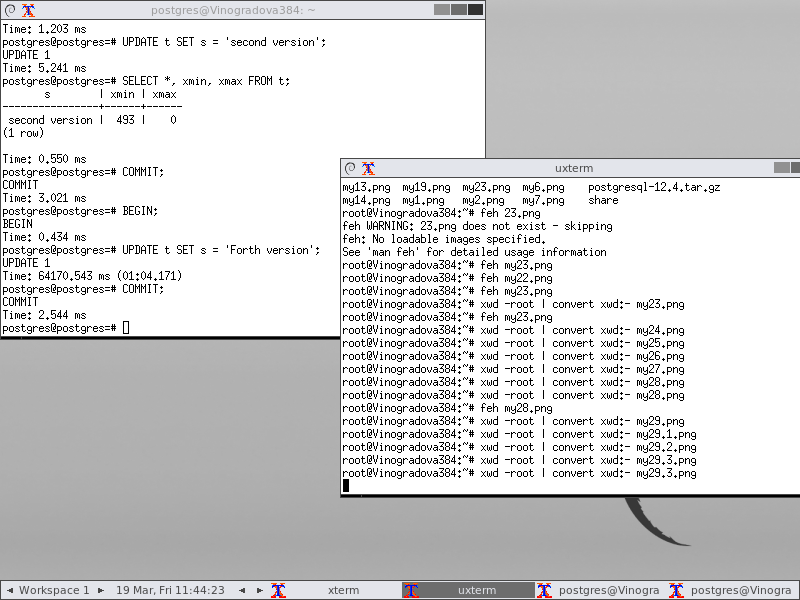 postgres@Vinogradova384: ~
Time: 1.203 ms
postgres@postgres=# UPDATE t SET s = 'second version';
UPDATE 1
Time: 5.241 ms
postgres@postgres=# SELECT *, xmin, xmax FROM t;
       s        | xmin | xmax
----------------+------+------
 second version |  493 |    0
(1 row)
Time: 0.550 ms
postgres@postgres=# COMMIT;
COMMIT
Time: 3.021 ms
postgres@postgres=# BEGIN;
BEGIN
Time: 0.434 ms
postgres@postgres=# UPDATE t SET s = 'Forth version';
UPDATE 1
Time: 64170.543 ms (01:04.171)
postgres@postgres=# COMMIT;
COMMIT
Time: 2.544 ms
postgres@postgres=#
uxterm
my13.png  my19.png  my23.png  my6.png    postgresql-12.4.tar.gz
my14.png  my1.png   my2.png   my7.png    share
root@Vinogradova384:~# feh 23.png
feh WARNING: 23.png does not exist - skipping
feh: No loadable images specified.
See 'man feh' for detailed usage information
root@Vinogradova384:~# feh my23.png
root@Vinogradova384:~# feh my22.png
root@Vinogradova384:~# feh my23.png
root@Vinogradova384:~# xwd -root | convert xwd:- my23.png
root@Vinogradova384:~# feh my23.png
root@Vinogradova384:~# xwd -root | convert xwd:- my24.png
root@Vinogradova384:~# xwd -root | convert xwd:- my25.png
root@Vinogradova384:~# xwd -root | convert xwd:- my26.png
root@Vinogradova384:~# xwd -root | convert xwd:- my27.png
root@Vinogradova384:~# xwd -root | convert xwd:- my28.png
root@Vinogradova384:~# xwd -root | convert xwd:- my28.png
root@Vinogradova384:~# feh my28.png
root@Vinogradova384:~# xwd -root | convert xwd:- my29.png
root@Vinogradova384:~# xwd -root | convert xwd:- my29.1.png
root@Vinogradova384:~# xwd -root | convert xwd:- my29.2.png
root@Vinogradova384:~# xwd -root | convert xwd:- my29.3.png
root@Vinogradova384:~# xwd -root | convert xwd:- my29.3.png
Workspace 1 19 Mar, Fri 11:44:23 xterm uxterm postgres@Vinogra postgres@Vinogra